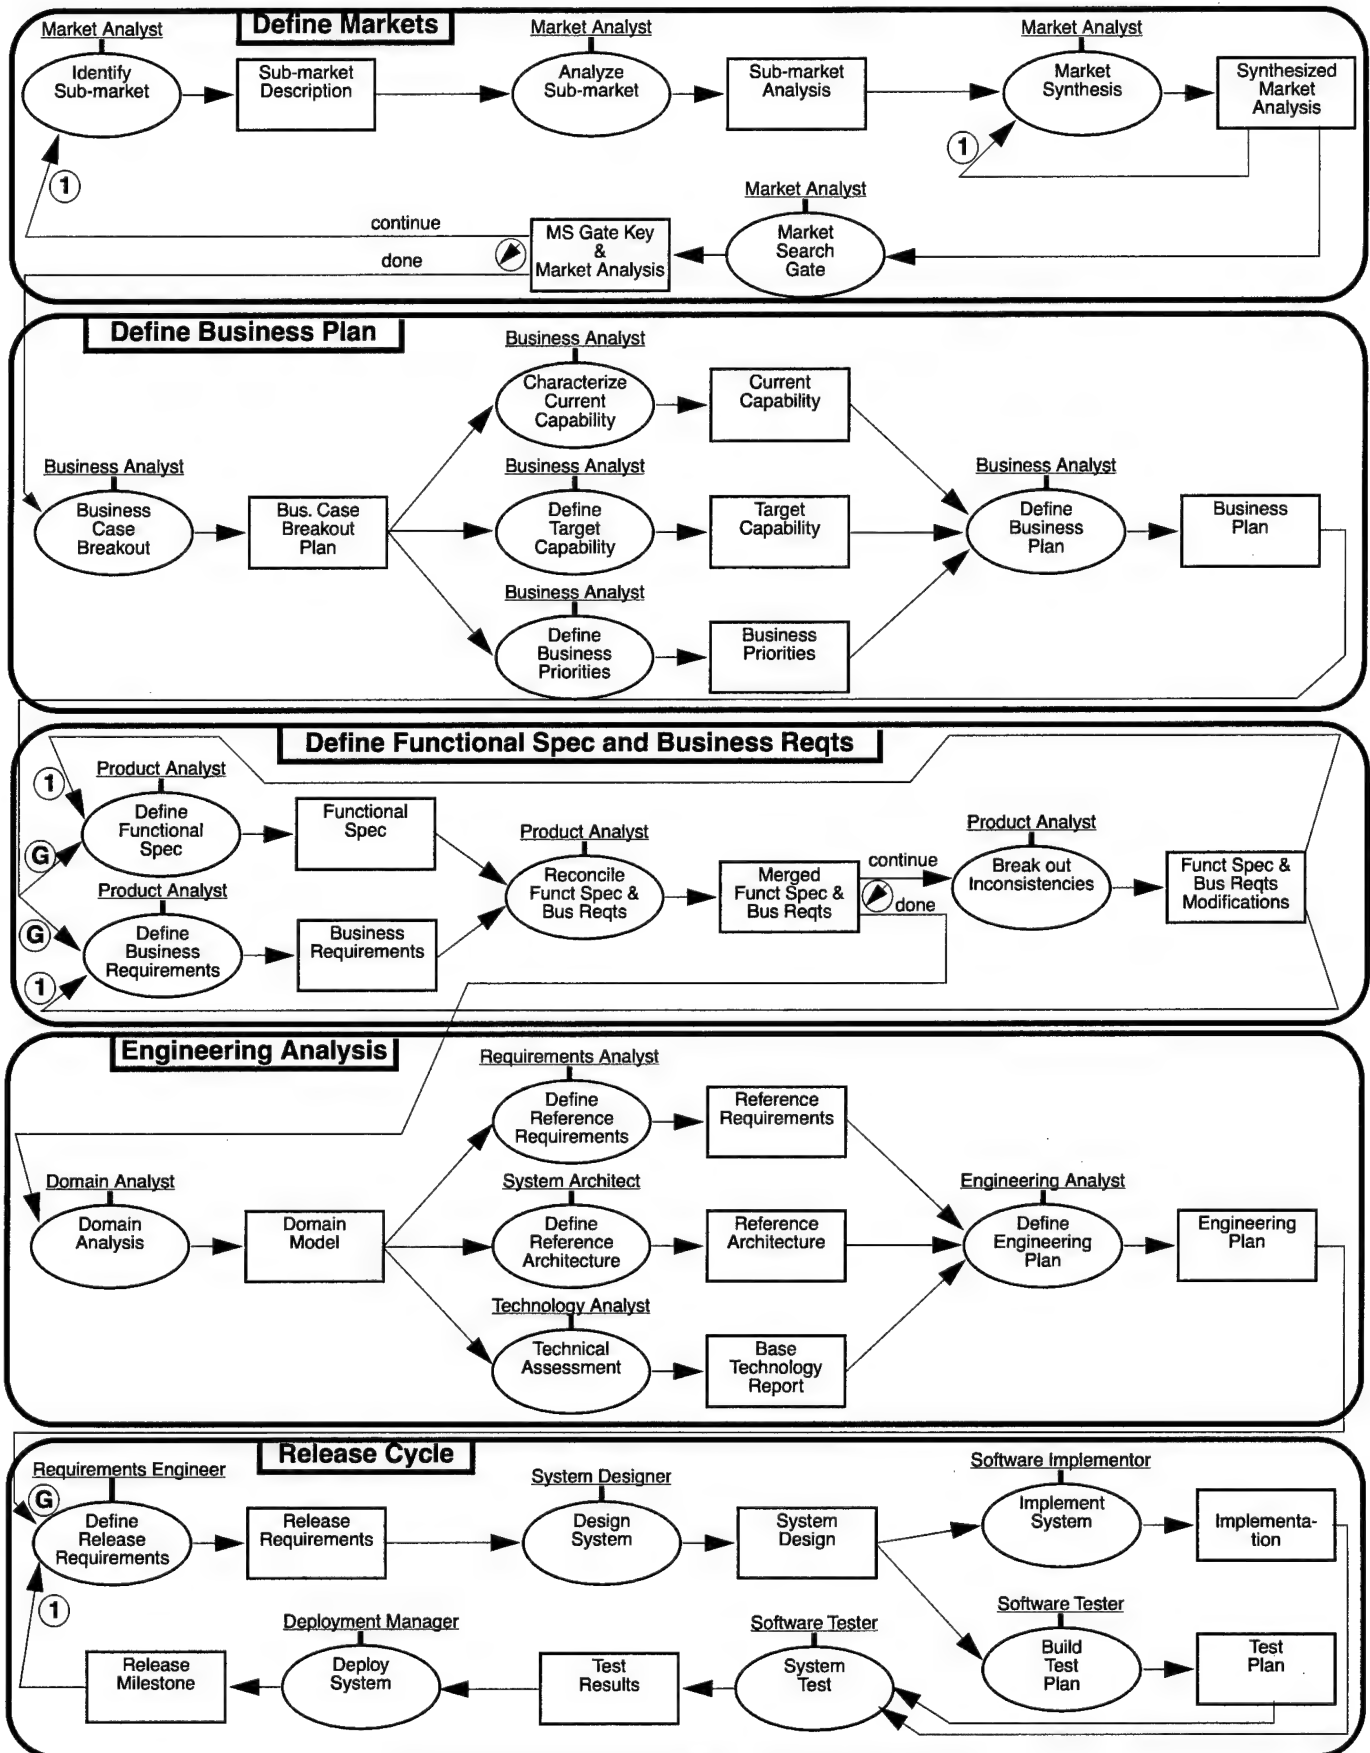 Define Markets
Market Analyst
Market Analyst
Market Analyst
Identify
Sub-market
Sub-market
Description
Analyze
Sub-market
Sub-market
Analysis
Market
Synthesis
Synthesized
Market
Analysis
1
1
Market Analyst
continue
done
MS Gate Key
&
Market Analysis
Market
Search
Gate
Define Business Plan
Business Analyst
Characterize
Current
Capability
Current
Capability
Business Analyst
Business Analyst
Business Analyst
Business
Case
Breakout
Bus. Case
Breakout
Plan
Define
Target
Capability
Target
Capability
Define
Business
Plan
Business
Plan
Business Analyst
Define
Business
Priorities
Business
Priorities
Define Functional Spec and Business Reqts
1
Product Analyst
Define
Functional
Spec
Functional
Spec
G
Product Analyst
Reconcile
Funct Spec &
Bus Reqts
Merged
Funct Spec &
Bus Reqts
continue
done
Product Analyst
Break out
Inconsistencies
Funct Spec &
Bus Reqts
Modifications
Product Analyst
G
Define
Business
Requirements
Business
Requirements
1
Engineering Analysis
Requirements Analyst
Define
Reference
Requirements
Reference
Requirements
Domain Analyst
System Architect
Engineering Analyst
Domain
Analysis
Domain
Model
Define
Reference
Architecture
Reference
Architecture
Define
Engineering
Plan
Engineering
Plan
Technology Analyst
Technical
Assessment
Base
Technology
Report
Release Cycle
Requirements Engineer
G
System Designer
Software Implementor
Define
Release
Requirements
Release
Requirements
Design
System
System
Design
Implement
System
Implementa-
tion
1
Deployment Manager
Software Tester
Software Tester
Release
Milestone
Deploy
System
Test
Results
System
Test
Build
Test
Plan
Test
Plan